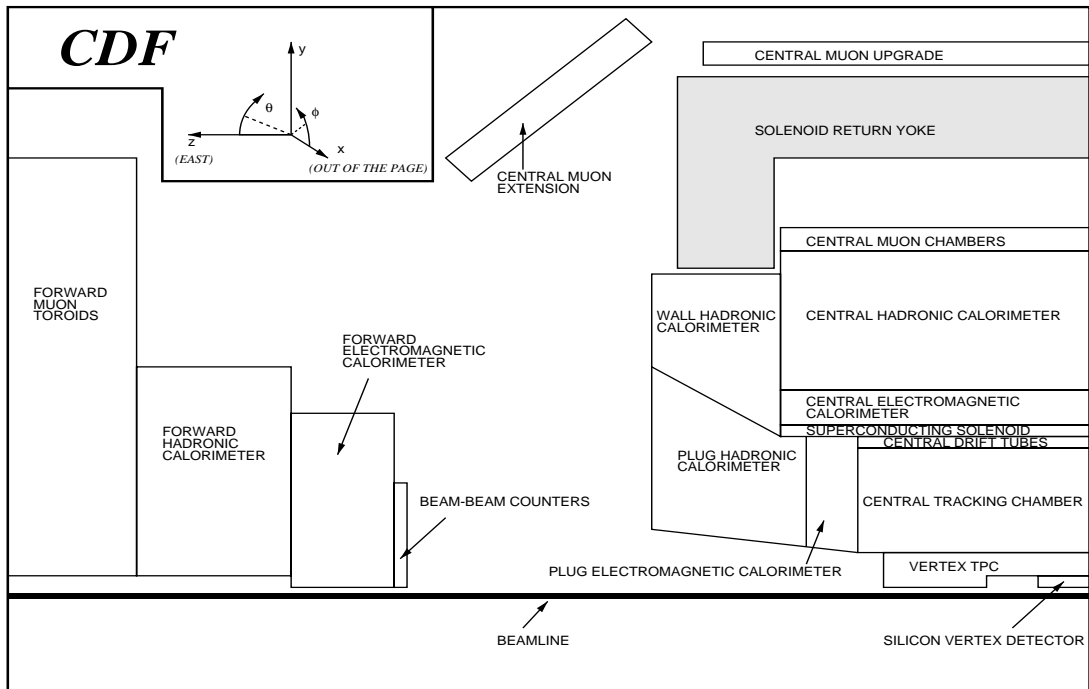 CDF
y
θ
φ
z
x
(EAST)
(OUT OF THE PAGE)
CENTRAL MUON
EXTENSION
CENTRAL MUON UPGRADE
SOLENOID RETURN YOKE
CENTRAL MUON CHAMBERS
FORWARD
MUON
TOROIDS
WALL HADRONIC
CALORIMETER
CENTRAL HADRONIC CALORIMETER
FORWARD
ELECTROMAGNETIC
CALORIMETER
CENTRAL ELECTROMAGNETIC
CALORIMETER
SUPERCONDUCTING SOLENOID
CENTRAL DRIFT TUBES
FORWARD
HADRONIC
CALORIMETER
PLUG HADRONIC
CALORIMETER
BEAM-BEAM COUNTERS
CENTRAL TRACKING CHAMBER
PLUG ELECTROMAGNETIC CALORIMETER
VERTEX TPC
BEAMLINE
SILICON VERTEX DETECTOR